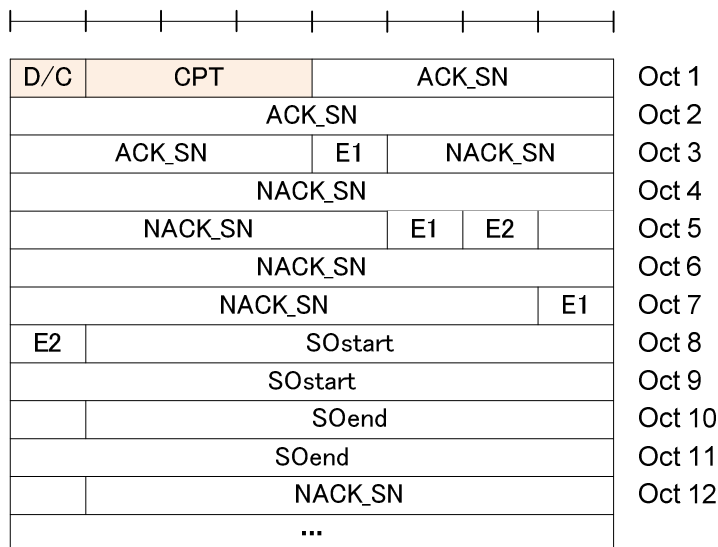 D/C CPT ACK_SN Oct 1
ACK_SN Oct 2
ACK_SN E1 NACK_SN Oct 3
NACK_SN Oct 4
NACK_SN E1 E2 Oct 5
NACK_SN Oct 6
NACK_SN E1 Oct 7
E2 SOstart Oct 8
SOstart Oct 9
SOend Oct 10
SOend Oct 11
NACK_SN Oct 12
...